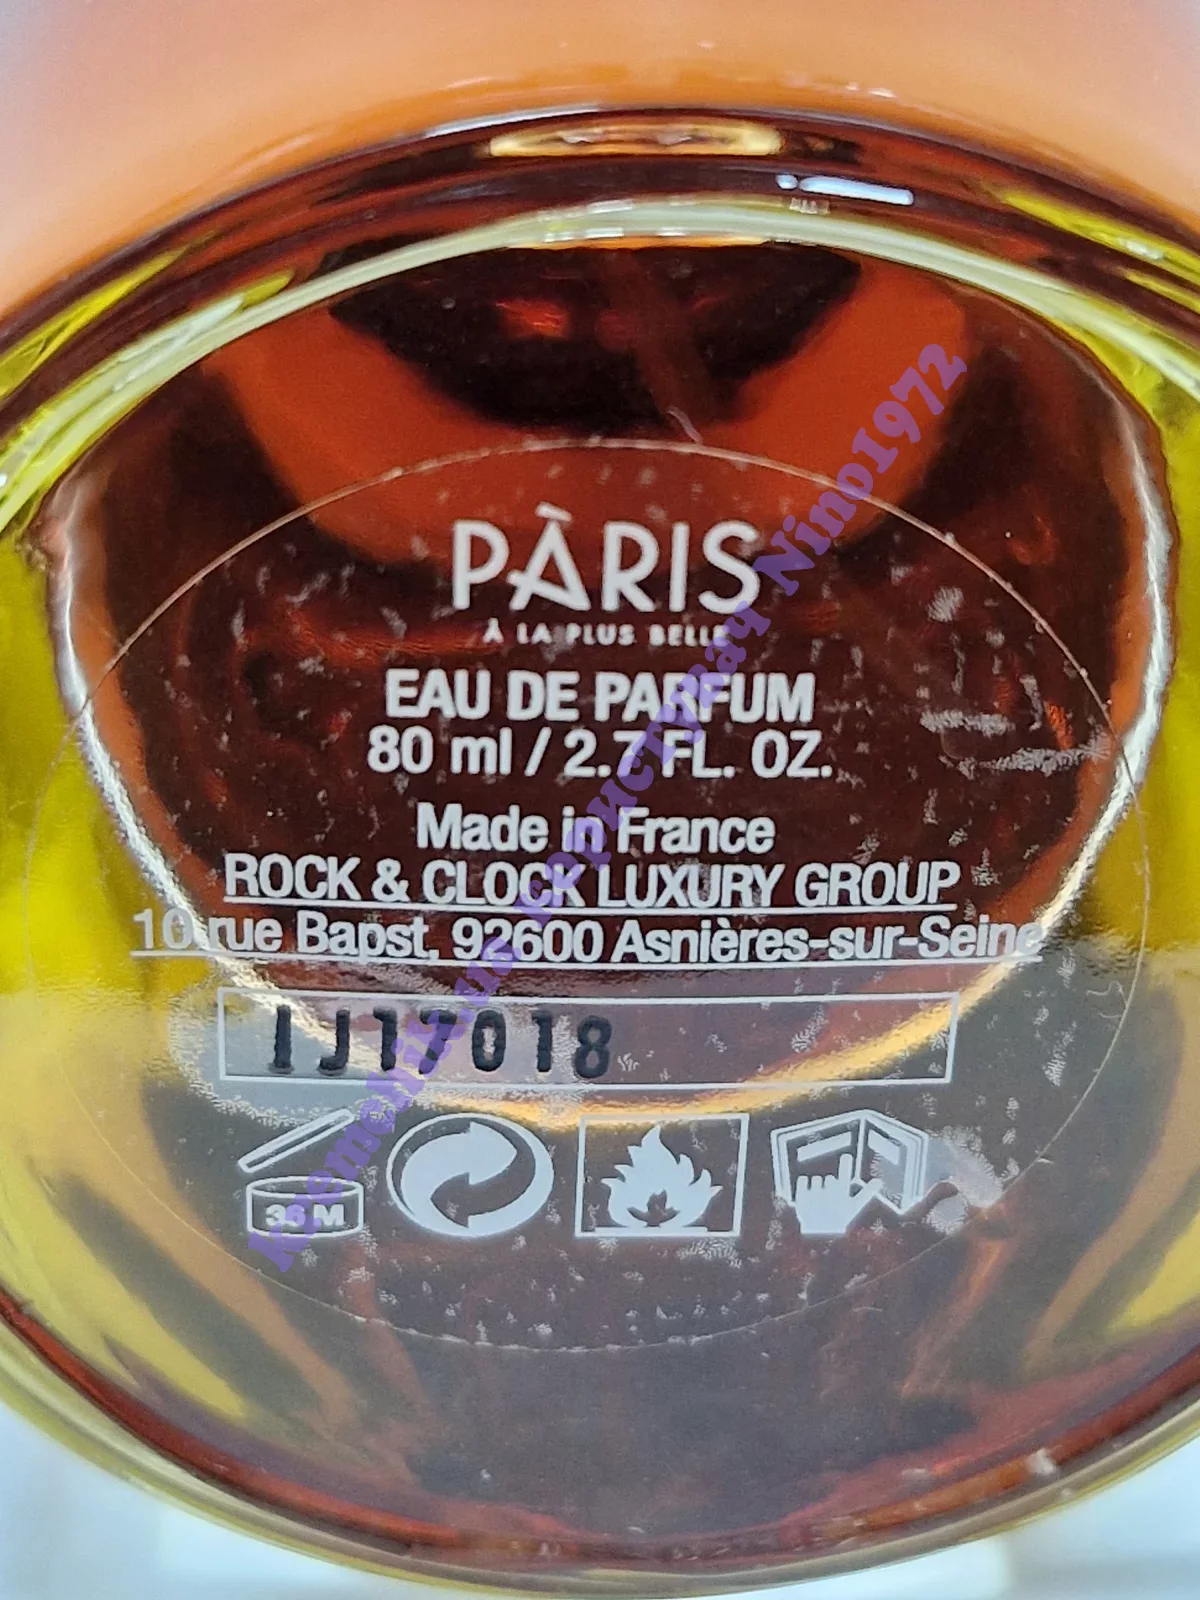 PÀRIS
À LA PLUS BELLE
EAU DE PARFUM
80 ml / 2.7 FL. OZ.
Made in France
ROCK & CLOCK LUXURY GROUP
10 rue Bapst, 92600 Asnières-sur-Seine
IJ17018
36 M